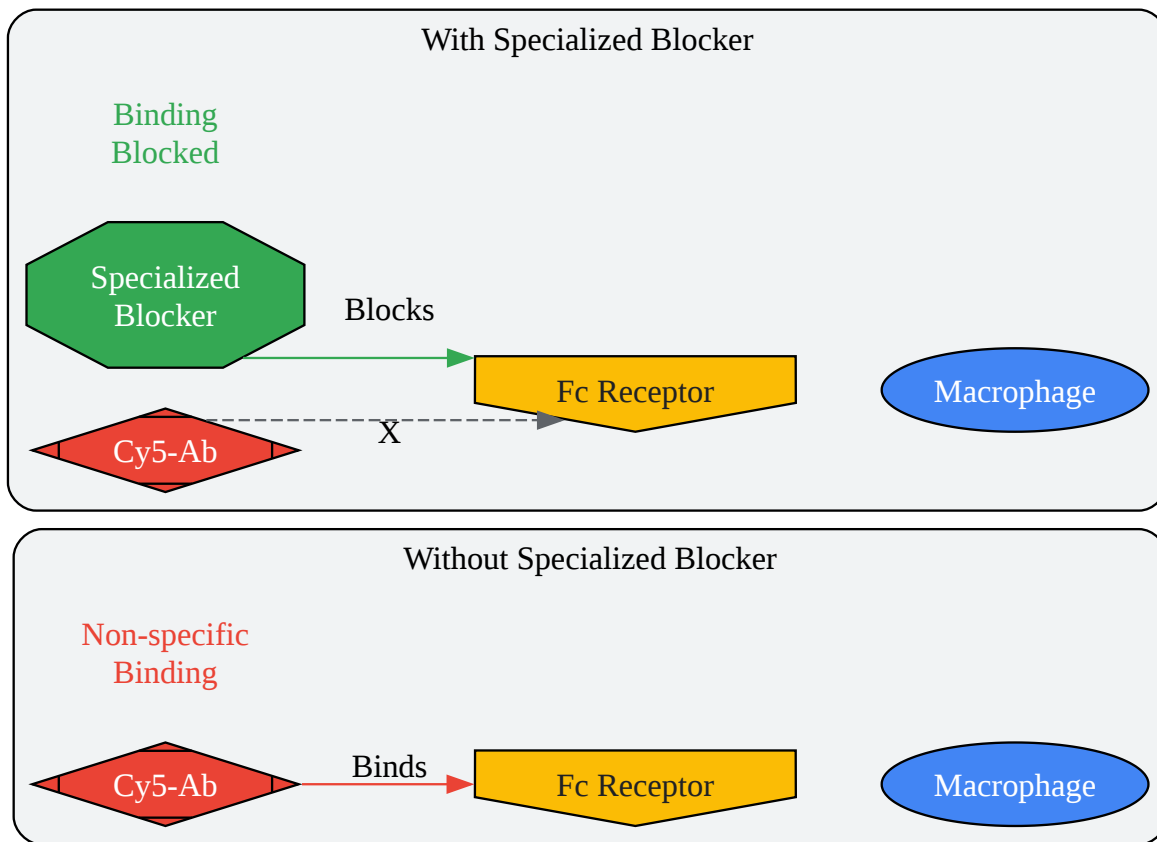 With Specialized Blocker
Binding
Blocked
Specialized
Blocker
Blocks
Fc Receptor
Macrophage
X
Cy5-Ab
Without Specialized Blocker
Non-specific
Binding
Cy5-Ab
Binds
Fc Receptor
Macrophage